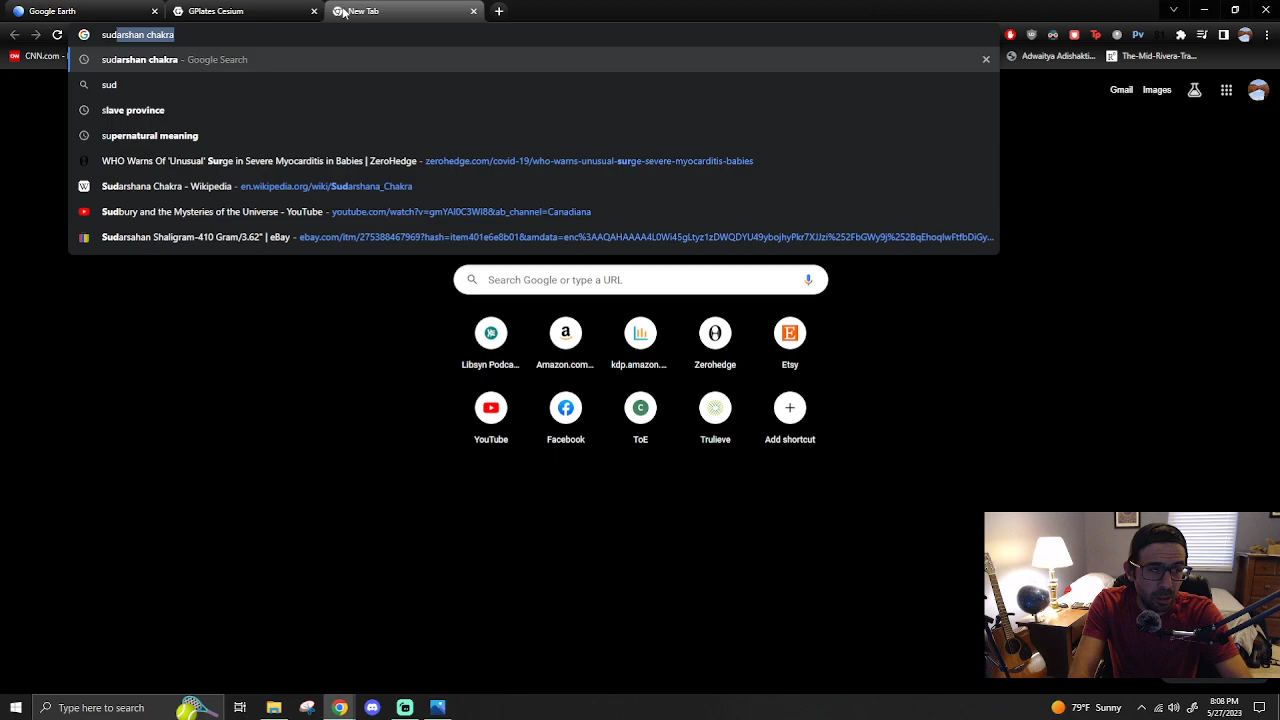 Google Earth
GPlates Cesium
New Tab
sudarshan chakra
sudarshan chakra - Google Search
sud
slave province
supernatural meaning
WHO Warns Of 'Unusual' Surge in Severe Myocarditis in Babies | ZeroHedge - zerohedge.com/covid-19/who-warns-unusual-surge-severe-myocarditis-babies
Sudarshana Chakra - Wikipedia - en.wikipedia.org/wiki/Sudarshana_Chakra
Sudbury and the Mysteries of the Universe - YouTube - youtube.com/watch?v=gmYAl0C3WI8&ab_channel=Canadiana
Sudarsahan Shaligram-410 Gram/3.62" | eBay
CNN.com -
Adwaitya Adishakti...
The-Mid-Rivera-Tra...
Gmail
Images
Search Google or type a URL
Libsyn Podca...
Amazon.com...
kdp.amazon....
Zerohedge
Etsy
YouTube
Facebook
ToE
Trulieve
Add shortcut
Type here to search
79°F Sunny
8:08 PM
5/27/2023